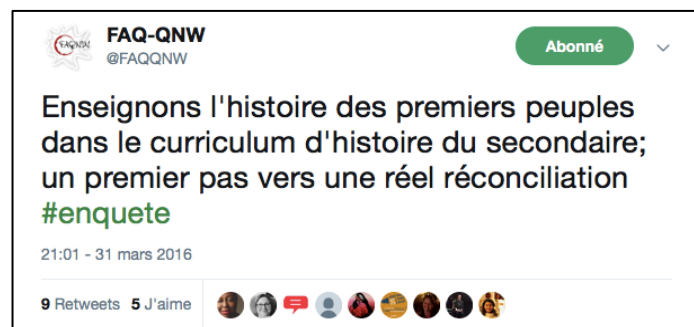 FAQ-QNW
@FAQQNW
Abonné
Enseignons l'histoire des premiers peuples
dans le curriculum d'histoire du secondaire;
un premier pas vers une réel réconciliation
#enquete
21:01 - 31 mars 2016
9 Retweets 5 J'aime